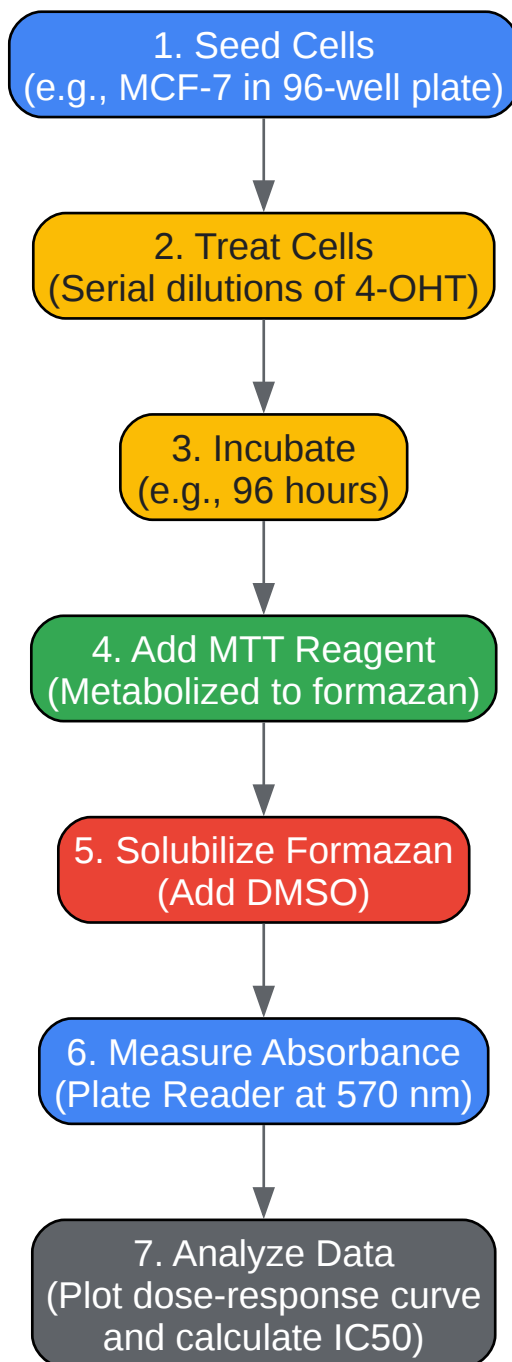 1. Seed Cells
(e.g., MCF-7 in 96-well plate)
2. Treat Cells
(Serial dilutions of 4-OHT)
3. Incubate
(e.g., 96 hours)
4. Add MTT Reagent
(Metabolized to formazan)
5. Solubilize Formazan
(Add DMSO)
6. Measure Absorbance
(Plate Reader at 570 nm)
7. Analyze Data
(Plot dose-response curve
and calculate IC50)